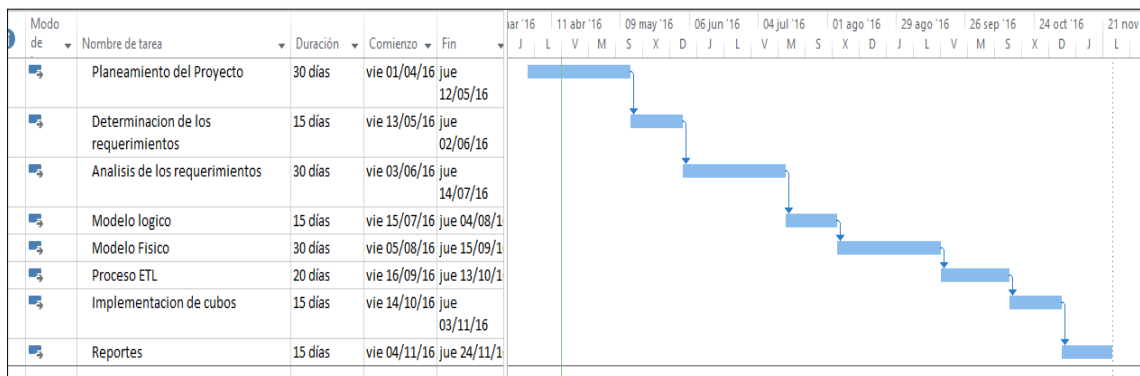 Modo de
Nombre de tarea
Duración
Comienzo
Fin
ar '16 11 abr '16 09 may '16 06 jun '16 04 jul '16 01 ago '16 29 ago '16 26 sep '16 24 oct '16 21 nov
J L V M S X D J L V M S X D J L V M S X D J L
Planeamiento del Proyecto 30 días vie 01/04/16 jue
12/05/16
Determinacion de los 15 días vie 13/05/16 jue
requerimientos 02/06/16
Analisis de los requerimientos 30 días vie 03/06/16 jue
14/07/16
Modelo logico 15 días vie 15/07/16 jue 04/08/1
Modelo Fisico 30 días vie 05/08/16 jue 15/09/1
Proceso ETL 20 días vie 16/09/16 jue 13/10/1
Implementacion de cubos 15 días vie 14/10/16 jue
03/11/16
Reportes 15 días vie 04/11/16 jue 24/11/1